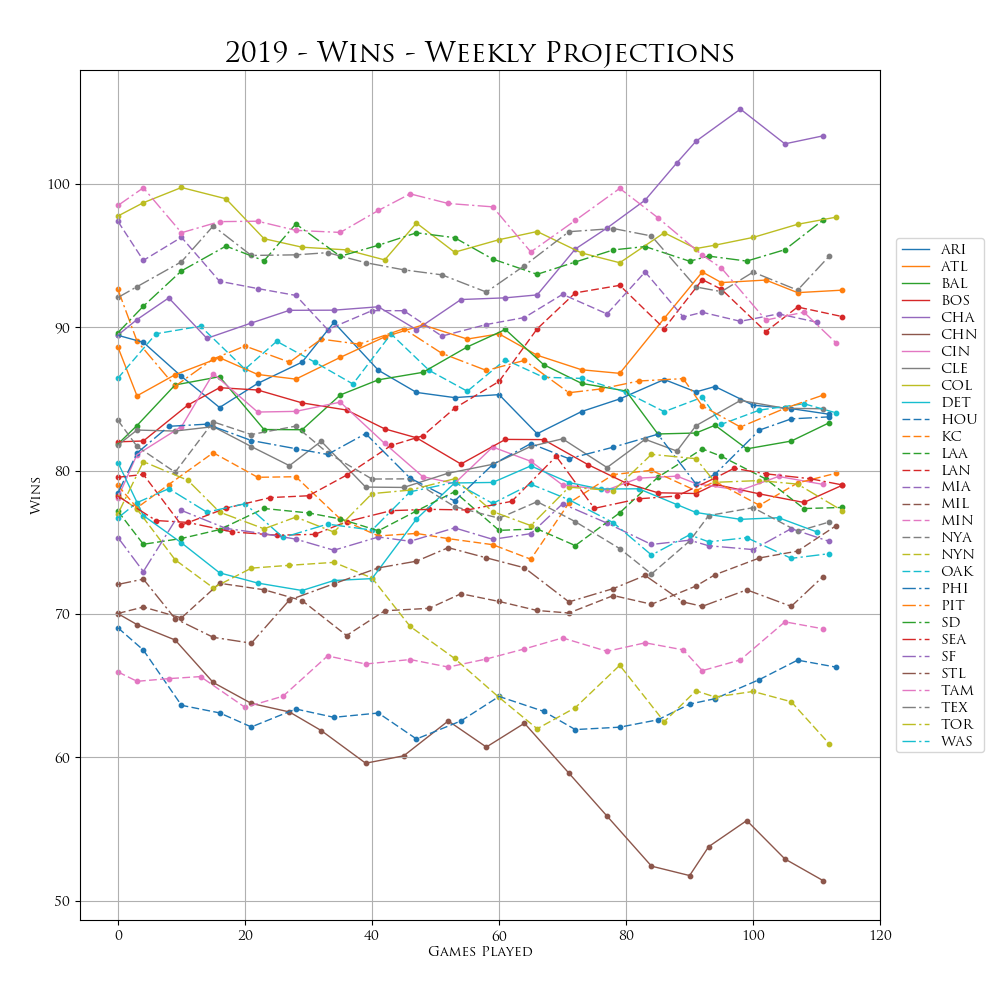 2019 - Wins - Weekly Projections
100
90
80
70
60
50
Wins
0
20
40
60
80
100
120
Games Played
ARI
ATL
BAL
BOS
CHA
CHN
CIN
CLE
COL
DET
HOU
KC
LAA
LAN
MIA
MIL
MIN
NYA
NYN
OAK
PHI
PIT
SD
SEA
SF
STL
TAM
TEX
TOR
WAS